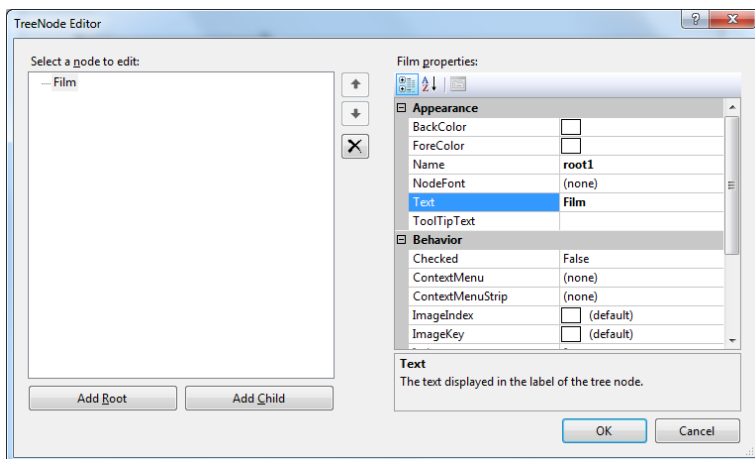 TreeNode Editor
Select a node to edit:
Film
Add Root
Add Child
Film properties:
Appearance
BackColor
ForeColor
Name root1
NodeFont (none)
Text Film
ToolTipText
Behavior
Checked False
ContextMenu (none)
ContextMenuStrip (none)
ImageIndex (default)
ImageKey (default)
Text
The text displayed in the label of the tree node.
OK
Cancel